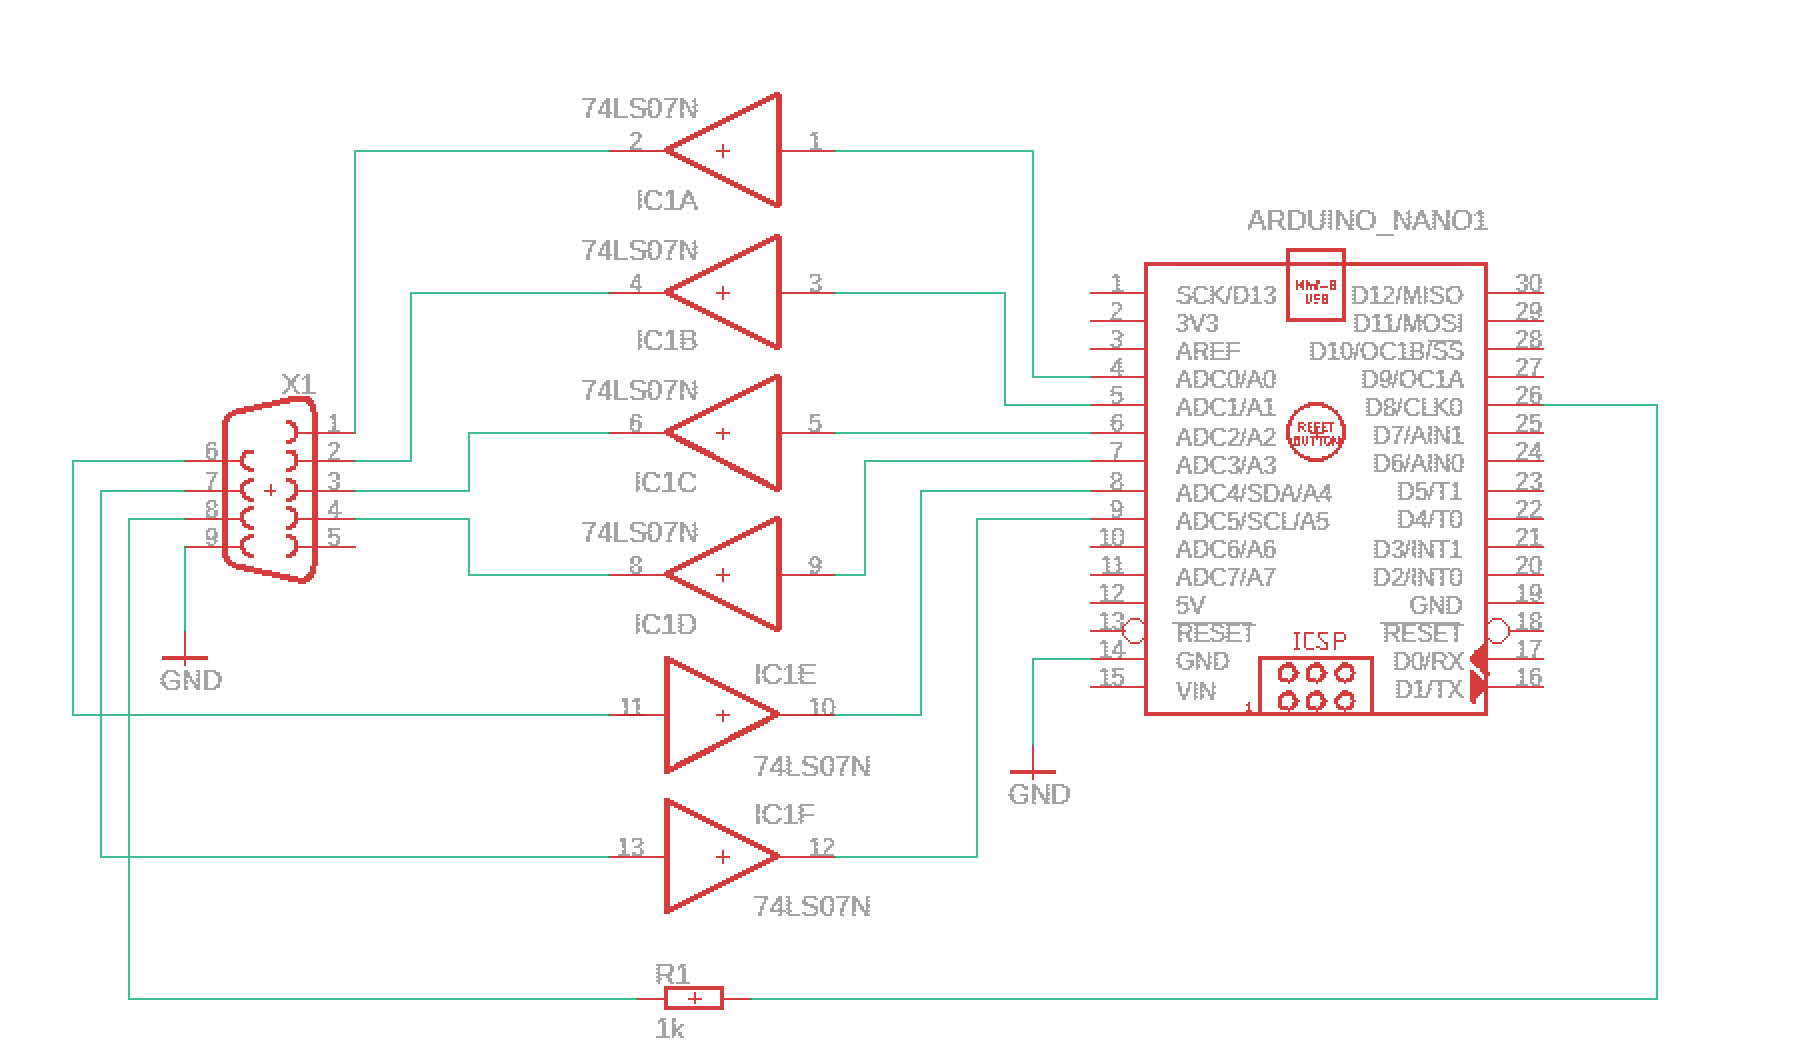 74LS07N
2
1
IC1A
74LS07N
4
3
IC1B
74LS07N
6
5
IC1C
74LS07N
8
9
IC1D
IC1E
11
10
74LS07N
IC1F
13
12
74LS07N
R1
1k
X1
1
6
2
7
3
8
4
9
5
GND
ARDUINO_NANO1
Mini-B
USB
1 SCK/D13 D12/MISO 30
2 3V3 D11/MOSI 29
3 AREF D10/OC1B/SS 28
4 ADC0/A0 D9/OC1A 27
5 ADC1/A1 D8/CLK0 26
6 ADC2/A2 D7/AIN1 25
7 ADC3/A3 D6/AIN0 24
8 ADC4/SDA/A4 D5/T1 23
9 ADC5/SCL/A5 D4/T0 22
10 ADC6/A6 D3/INT1 21
11 ADC7/A7 D2/INT0 20
12 5V GND 19
13 RESET RESET 18
14 GND D0/RX 17
15 VIN D1/TX 16
RESET
BUTTON
ICSP
1
GND